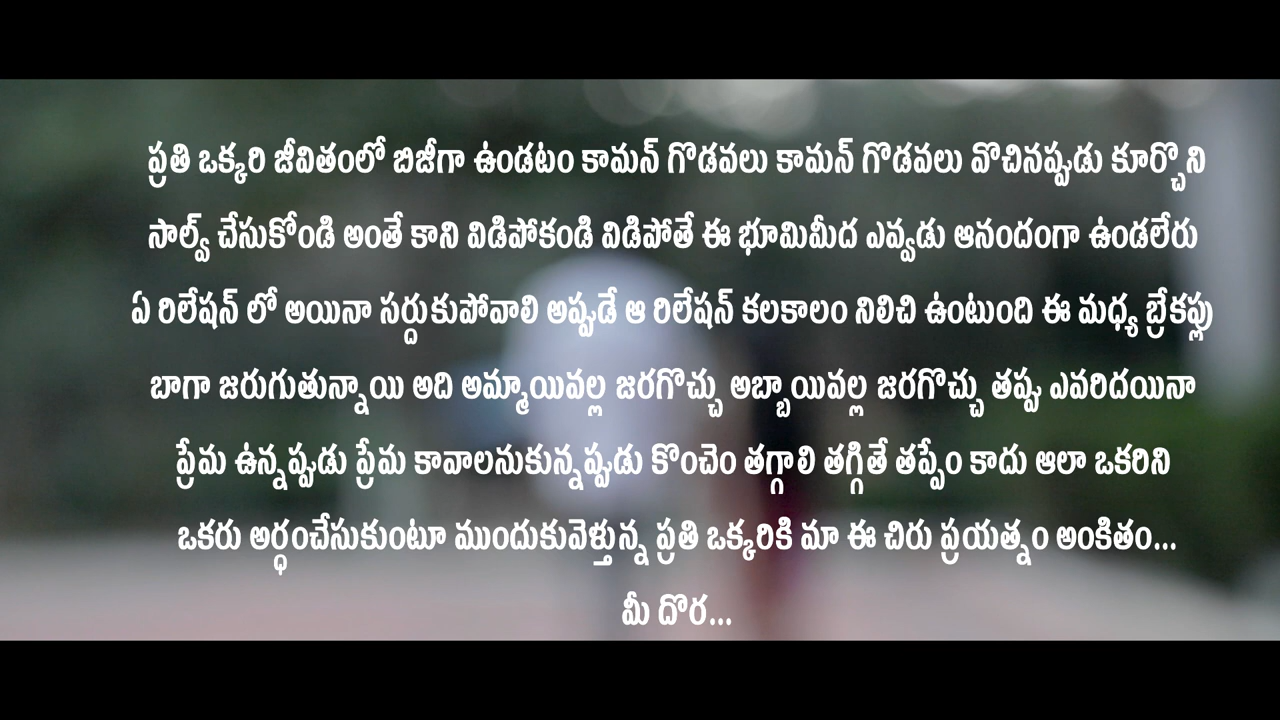 ప్రతి ఒక్కరి జీవితంలో బిజీగా ఉండటం కామన్ గొడవలు కామన్ గొడవలు వొచినప్పుడు కూర్చొని
సాల్వ్ చేసుకోండి అంతే కాని విడిపోకండి విడిపోతే ఈ భూమిమీద ఎవ్వడు ఆనందంగా ఉండలేరు
ఏ రిలేషన్ లో అయినా సర్దుకుపోవాలి అప్పుడే ఆ రిలేషన్ కలకాలం నిలిచి ఉంటుంది ఈ మధ్య బ్రేకప్లు
బాగా జరుగుతున్నాయి అది అమ్మాయివల్ల జరగొచ్చు అబ్బాయివల్ల జరగొచ్చు తప్పు ఎవరిదయినా
ప్రేమ ఉన్నప్పుడు ప్రేమ కావాలనుకున్నప్పుడు కొంచెం తగ్గాలి తగ్గితే తప్పేం కాదు ఆలా ఒకరిని
ఒకరు అర్ధంచేసుకుంటూ ముందుకువెళ్తున్న ప్రతి ఒక్కరికి మా ఈ చిరు ప్రయత్నం అంకితం...
మీ దొర...